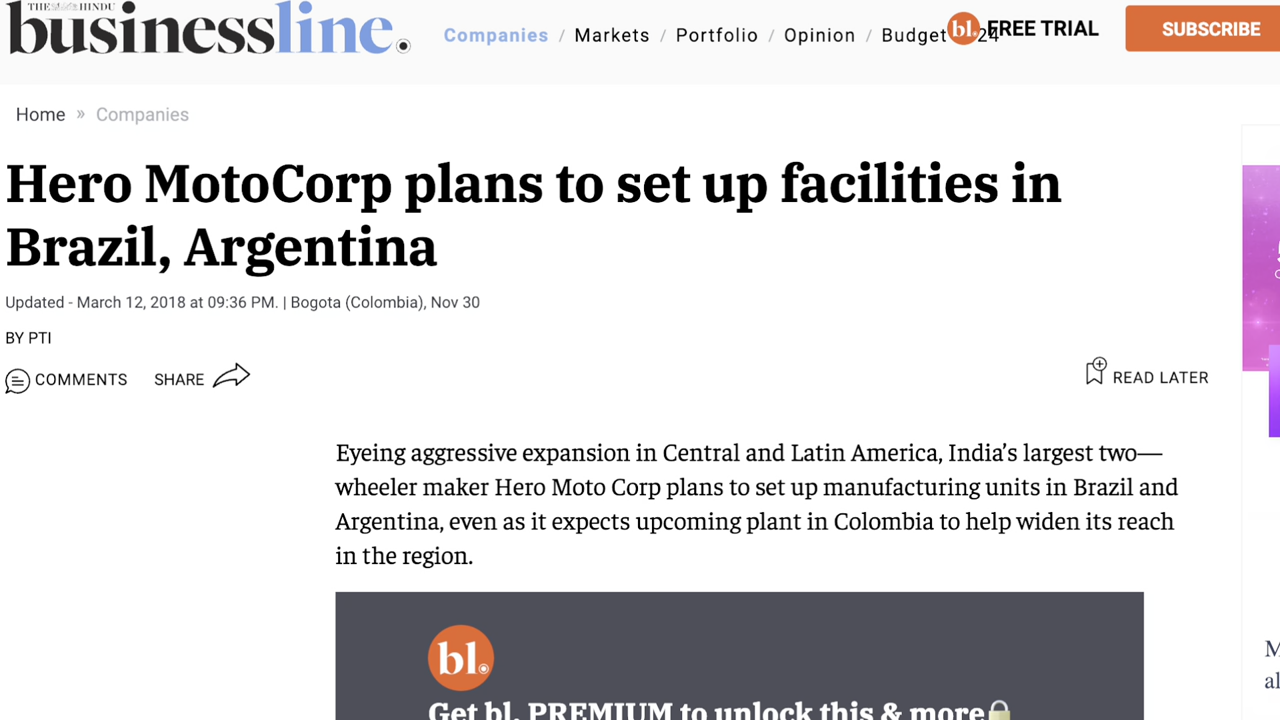 THE HINDU
businessline.
Companies / Markets / Portfolio / Opinion / Budget 24
bl. FREE TRIAL
SUBSCRIBE
Home » Companies
Hero MotoCorp plans to set up facilities in
Brazil, Argentina
Updated - March 12, 2018 at 09:36 PM. | Bogota (Colombia), Nov 30
BY PTI
COMMENTS SHARE
READ LATER
Eyeing aggressive expansion in Central and Latin America, India’s largest two—
wheeler maker Hero Moto Corp plans to set up manufacturing units in Brazil and
Argentina, even as it expects upcoming plant in Colombia to help widen its reach
in the region.
bl.
Get bl. PREMIUM to unlock this & more
M
al